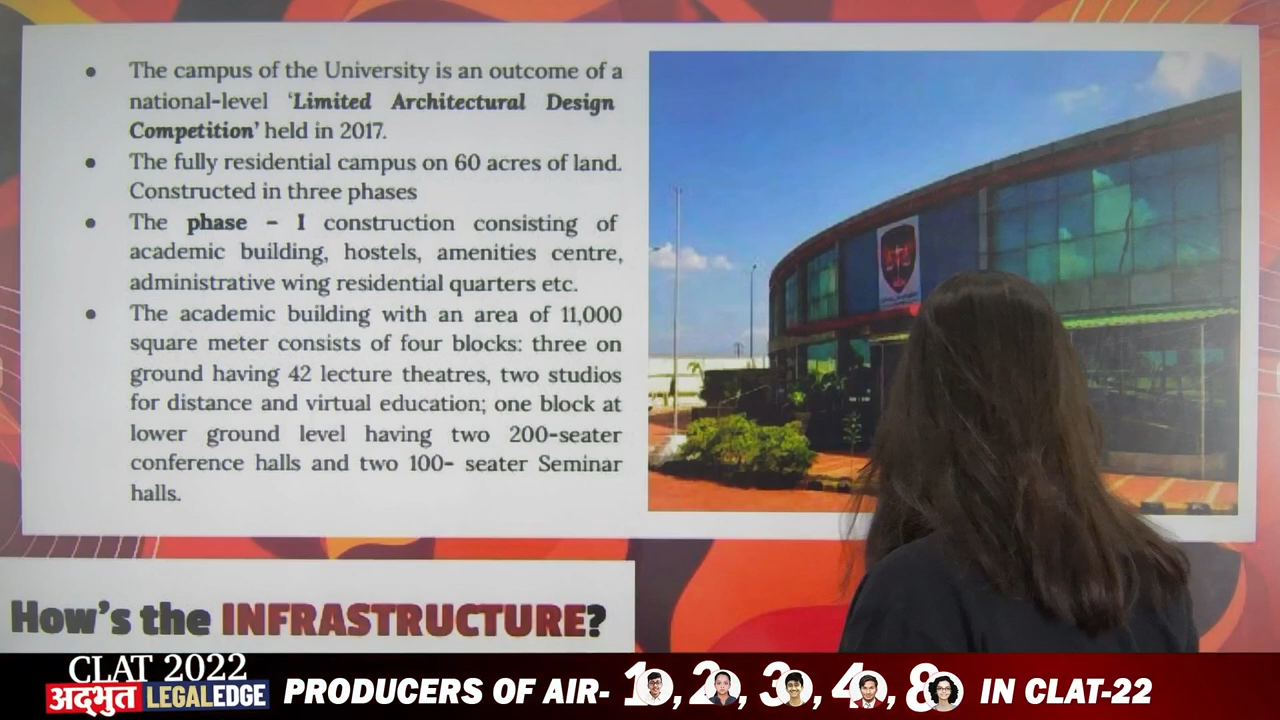 The campus of the University is an outcome of a
national-level ‘Limited Architectural Design
Competition’ held in 2017.
The fully residential campus on 60 acres of land.
Constructed in three phases
The phase – I construction consisting of
academic building, hostels, amenities centre,
administrative wing residential quarters etc.
The academic building with an area of 11,000
square meter consists of four blocks: three on
ground having 42 lecture theatres, two studios
for distance and virtual education; one block at
lower ground level having two 200-seater
conference halls and two 100- seater Seminar
halls.
How's the INFRASTRUCTURE?
CLAT 2022
अद्भुत LEGALEDGE
PRODUCERS OF AIR- 1, 2, 3, 4, 8 IN CLAT-22